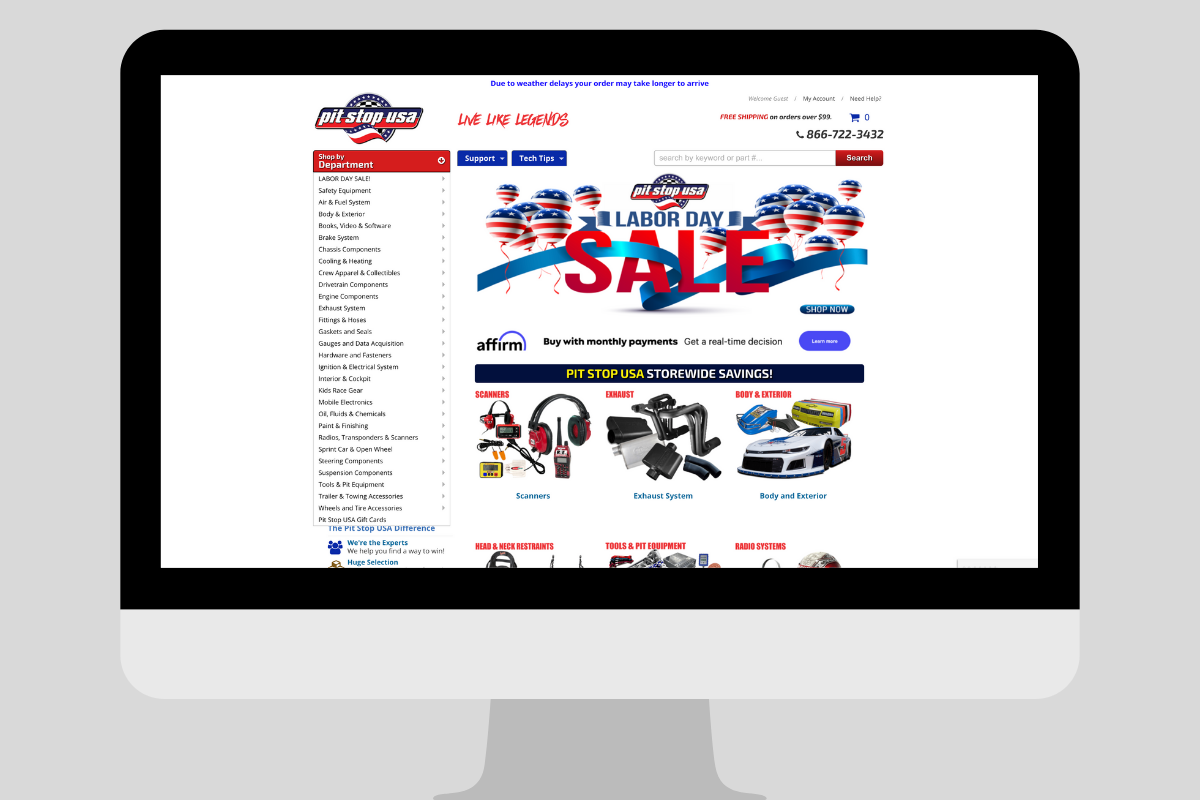 Due to weather delays your order may take longer to arrive
pit stop usa
LIVE LIKE LEGENDS
Welcome Guest / My Account / Need Help?
FREE SHIPPING on orders over $99.
0
866-722-3432
Shop by
Department
Support
Tech Tips
search by keyword or part #...
Search
LABOR DAY SALE!
Safety Equipment
Air & Fuel System
Body & Exterior
Books, Video & Software
Brake System
Chassis Components
Cooling & Heating
Crew Apparel & Collectibles
Drivetrain Components
Engine Components
Exhaust System
Fittings & Hoses
Gaskets and Seals
Gauges and Data Acquisition
Hardware and Fasteners
Ignition & Electrical System
Interior & Cockpit
Kids Race Gear
Mobile Electronics
Oil, Fluids & Chemicals
Paint & Finishing
Radios, Transponders & Scanners
Sprint Car & Open Wheel
Steering Components
Suspension Components
Tools & Pit Equipment
Trailer & Towing Accessories
Wheels and Tire Accessories
Pit Stop USA Gift Cards
The Pit Stop USA Difference
We're the Experts
We help you find a way to win!
Huge Selection
pit stop usa
LABOR DAY
SALE
SHOP NOW
affirm
Buy with monthly payments Get a real-time decision
Learn more
PIT STOP USA STOREWIDE SAVINGS!
SCANNERS
EXHAUST
BODY & EXTERIOR
Scanners
Exhaust System
Body and Exterior
HEAD & NECK RESTRAINTS
TOOLS & PIT EQUIPMENT
RADIO SYSTEMS